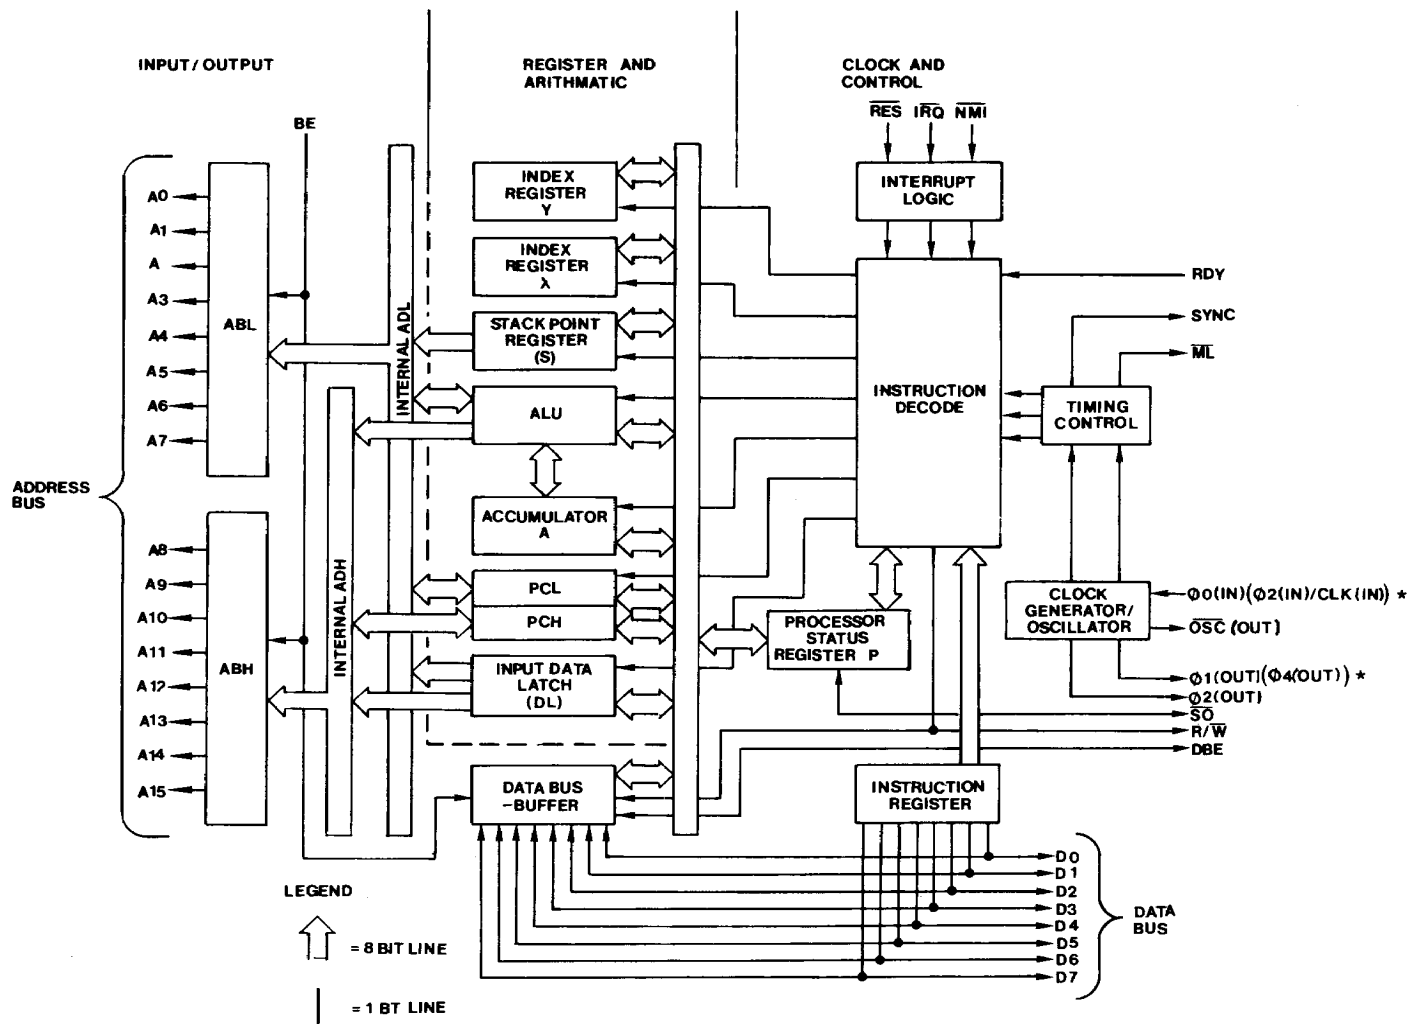 INPUT/OUTPUT
REGISTER AND
ARITHMATIC
CLOCK AND
CONTROL
BE
RES IRQ NMI
INTERRUPT
LOGIC
ADDRESS
BUS
A0
A1
A
A3
A4
A5
A6
A7
A8
A9
A10
A11
A12
A13
A14
A15
ABL
ABH
INTERNAL ADL
INTERNAL ADH
INDEX
REGISTER
Y
INDEX
REGISTER
λ
STACK POINT
REGISTER
(S)
ALU
ACCUMULATOR
A
PCL
PCH
INPUT DATA
LATCH
(DL)
DATA BUS
-BUFFER
INSTRUCTION
DECODE
PROCESSOR
STATUS
REGISTER P
INSTRUCTION
REGISTER
TIMING
CONTROL
CLOCK
GENERATOR/
OSCILLATOR
RDY
SYNC
ML
φ0(IN)(φ2(IN)/CLK(IN)) *
OSC (OUT)
φ1(OUT)(φ4(OUT)) *
φ2(OUT)
SO
R/W
DBE
D0
D1
D2
D3
D4
D5
D6
D7
DATA
BUS
LEGEND
= 8 BIT LINE
= 1 BT LINE